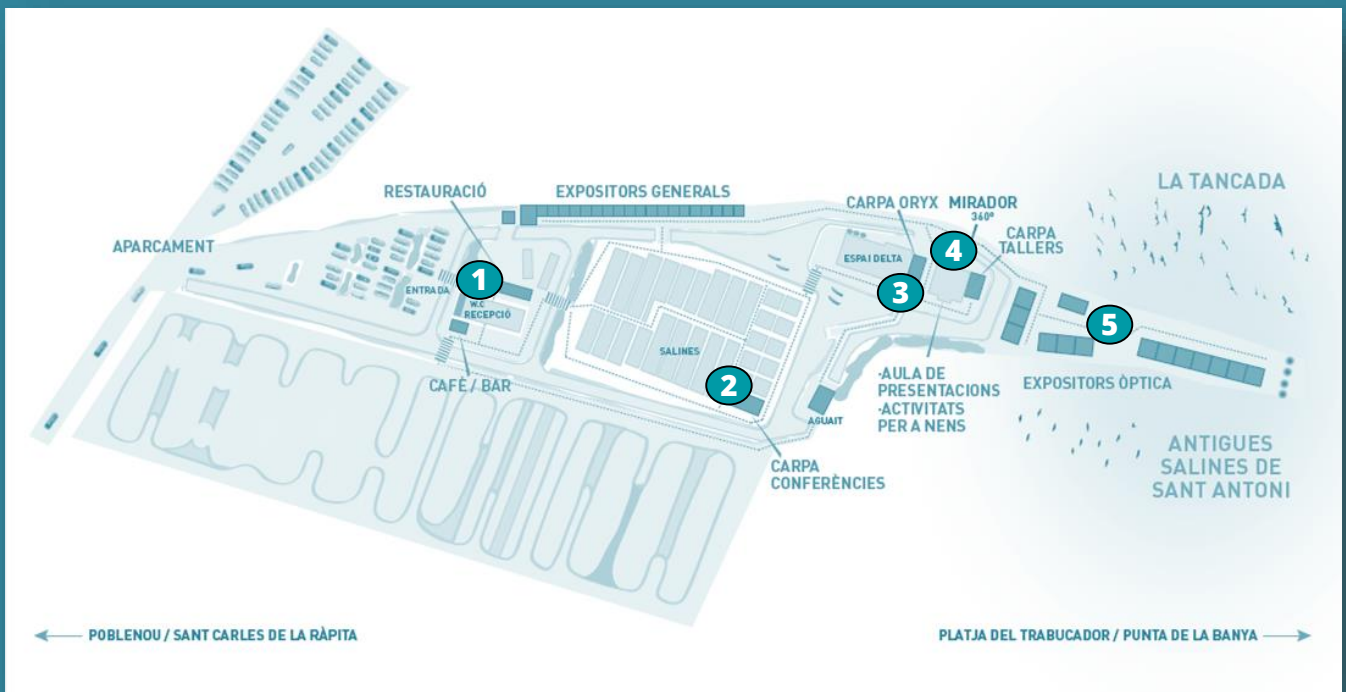 LA TANCADA
RESTAURACIÓ
EXPOSITORS GENERALS
CARPA ORYX
MIRADOR
360º
CARPA
TALLERS
APARCAMENT
ENTRADA
1
W.C
RECEPCIÓ
ESPAI DELTA
4
3
5
SALINES
2
CAFÈ / BAR
AGUAIT
·AULA DE
PRESENTACIONS
·ACTIVITATS
PER A NENS
EXPOSITORS ÒPTICA
CARPA
CONFERÈNCIES
ANTIGUES
SALINES DE
SANT ANTONI
POBLENOU / SANT CARLES DE LA RÀPITA
PLATJA DEL TRABUCADOR / PUNTA DE LA BANYA